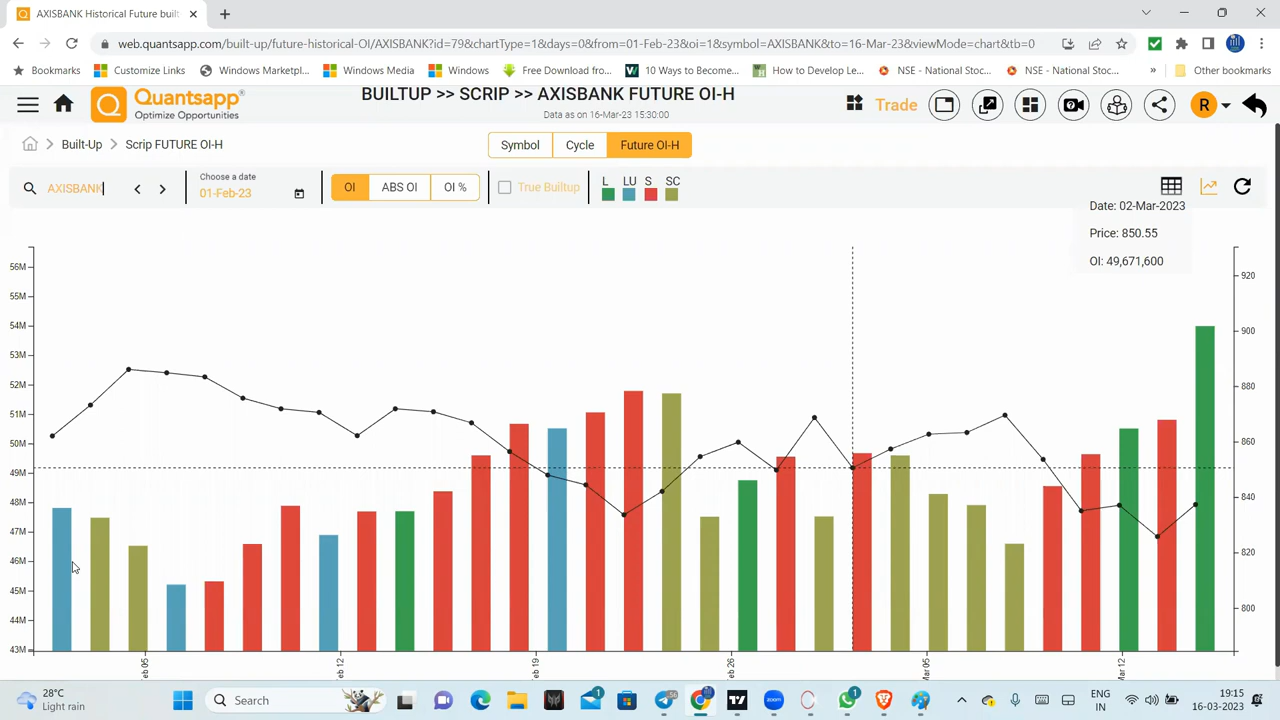 AXISBANK Historical Future built
web.quantsapp.com/built-up/future-historical-OI/AXISBANK?id=79&chartType=1&days=0&from=01-Feb-23&oi=1&symbol=AXISBANK&to=16-Mar-23&viewMode=chart&tb=0
Bookmarks Customize Links Windows Marketpl... Windows Media Windows Free Download from... 10 Ways to Become... How to Develop Le... NSE - National Stoc... NSE - National Stoc... » Other bookmarks
Quantsapp
Optimize Opportunities
BUILTUP >> SCRIP >> AXISBANK FUTURE OI-H
Data as on 16-Mar-23 15:30:00
Trade
R
Built-Up Scrip FUTURE OI-H
Symbol Cycle Future OI-H
AXISBANK
Choose a date
01-Feb-23
OI ABS OI OI %
True Builtup
L LU S SC
Date: 02-Mar-2023
Price: 850.55
OI: 49,671,600
56M
55M
54M
53M
52M
51M
50M
49M
48M
47M
46M
45M
44M
43M
920
900
880
860
840
820
800
eb 05
eb 12
eb 19
eb 26
ar 05
ar 12
28°C
Light rain
Search
1
1
ENG
IN
19:15
16-03-2023